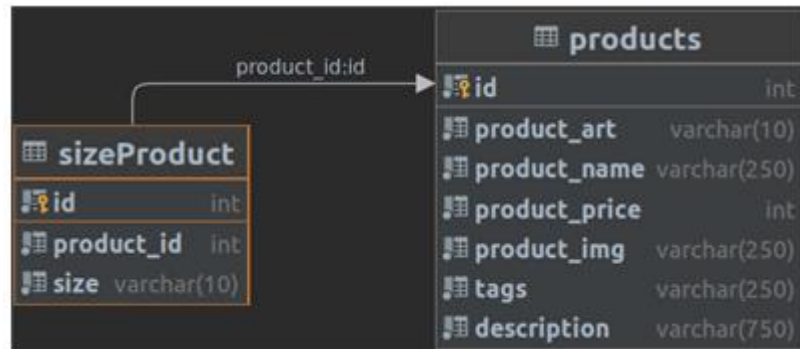 product_id:id
sizeProduct
id int
product_id int
size varchar(10)
products
id int
product_art varchar(10)
product_name varchar(250)
product_price int
product_img varchar(250)
tags varchar(250)
description varchar(750)